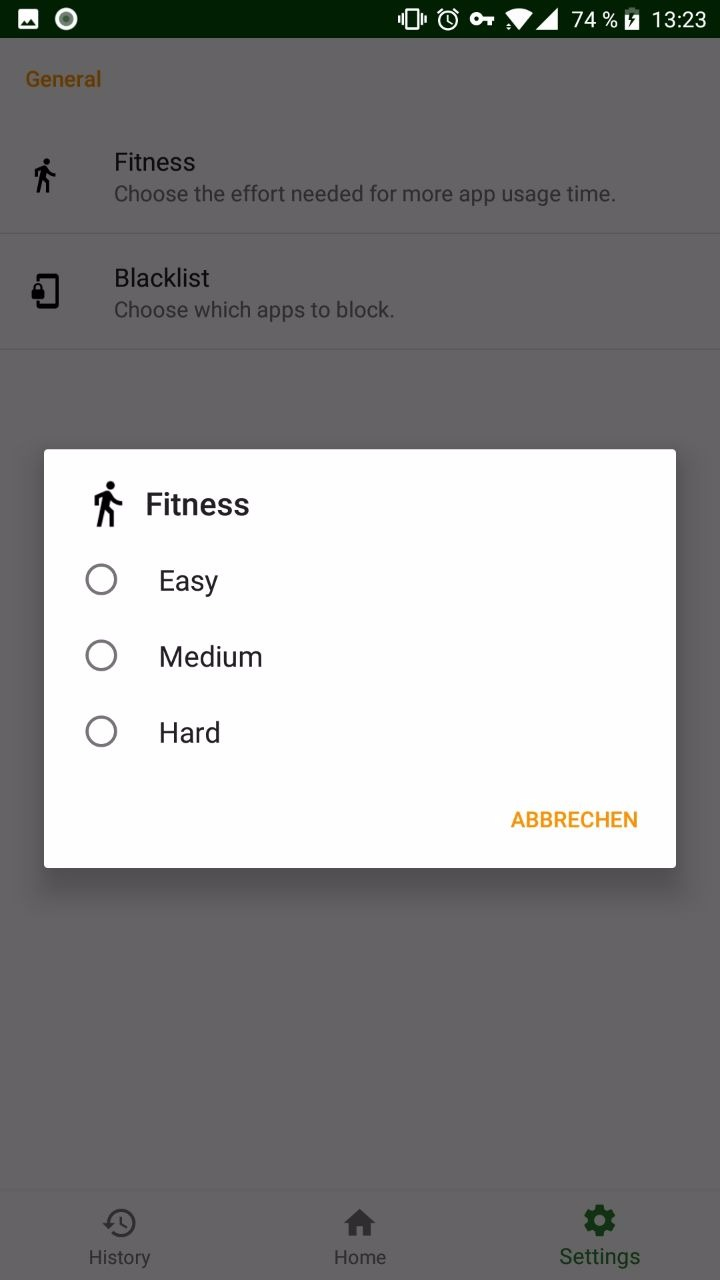 74 % 13:23
General
Fitness
Choose the effort needed for more app usage time.
Blacklist
Choose which apps to block.
Fitness
Easy
Medium
Hard
ABBRECHEN
History Home Settings